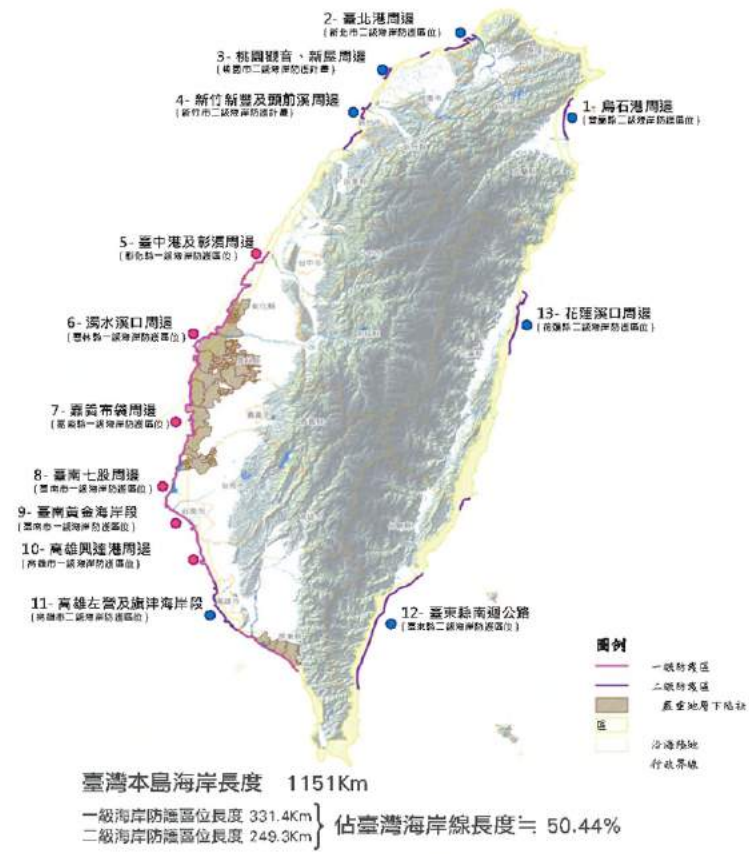 2- 臺北港周邊
(新北市二級海岸防護區位)
3- 桃園觀音、新屋周邊
(桃園市二級海岸防護計畫)
4- 新竹新豐及頭前溪周邊
(新竹市二級海岸防護計畫)
1- 烏石港周邊
(宜蘭縣二級海岸防護區位)
5- 臺中港及彰濱周邊
(彰化縣一級海岸防護區位)
6- 濁水溪口周邊
(雲林縣一級海岸防護區位)
13- 花蓮溪口周邊
(花蓮縣二級海岸防護區位)
7- 嘉義布袋周邊
(嘉義縣一級海岸防護區位)
8- 臺南七股周邊
(臺南市一級海岸防護區位)
9- 臺南黃金海岸段
(臺南市一級海岸防護區位)
10- 高雄興達港周邊
(高雄市一級海岸防護區位)
11- 高雄左營及旗津海岸段
(高雄市二級海岸防護區位)
12- 臺東縣南迴公路
(臺東縣二級海岸防護區位)
圖例
一級防護區
二級防護區
嚴重地層下陷
區
沿海陸地
行政界線
臺灣本島海岸長度 1151Km
一級海岸防護區位長度 331.4Km
二級海岸防護區位長度 249.3Km
佔臺灣海岸線長度≒ 50.44%